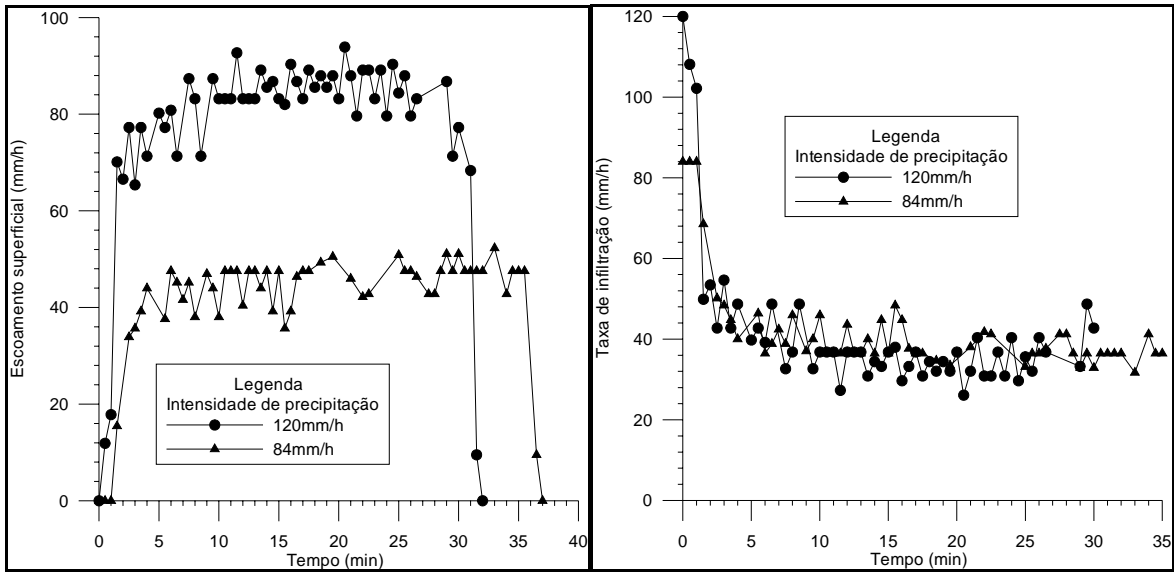 Escoamento superficial (mm/h)
100
80
60
40
20
0
Legenda
Intensidade de precipitação
120mm/h
84mm/h
0 5 10 15 20 25 30 35 40
Tempo (min)
Taxa de infiltração (mm/h)
120
100
80
60
40
20
0
Legenda
Intensidade de precipitação
120mm/h
84mm/h
0 5 10 15 20 25 30 35
Tempo (min)